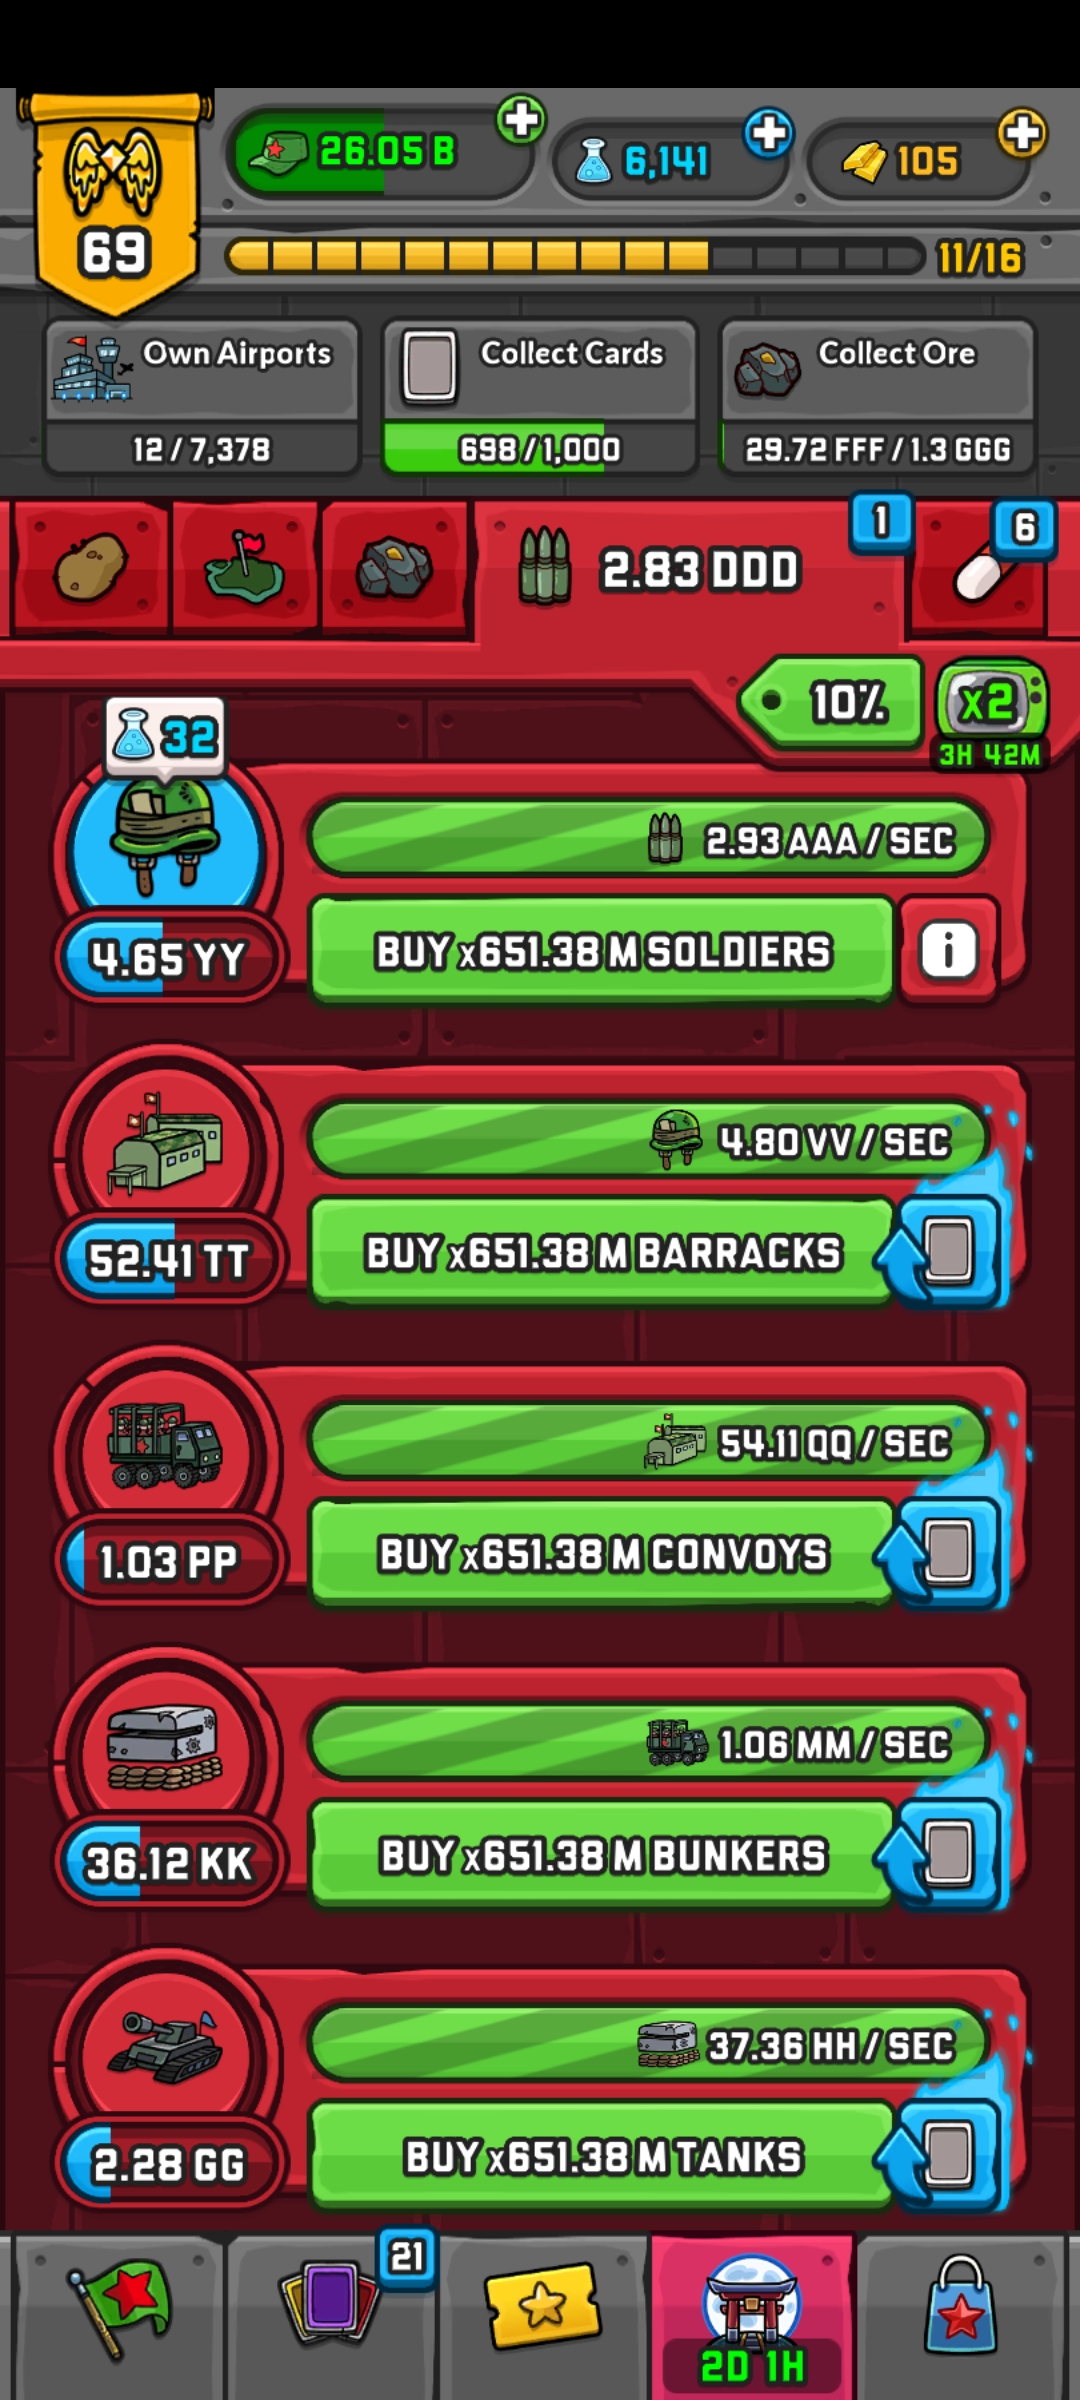 26.05 B
6,141
105
69
11/16
Own Airports
12 / 7,378
Collect Cards
698 / 1,000
Collect Ore
29.72 FFF / 1.3 GGG
2.83 DDD
1
6
10%
x2
3H 42M
32
2.93 AAA / SEC
4.65 YY
BUY x651.38 M SOLDIERS
i
4.80 VV / SEC
52.41 TT
BUY x651.38 M BARRACKS
54.11 QQ / SEC
1.03 PP
BUY x651.38 M CONVOYS
1.06 MM / SEC
36.12 KK
BUY x651.38 M BUNKERS
37.36 HH / SEC
2.28 GG
BUY x651.38 M TANKS
21
2D 1H